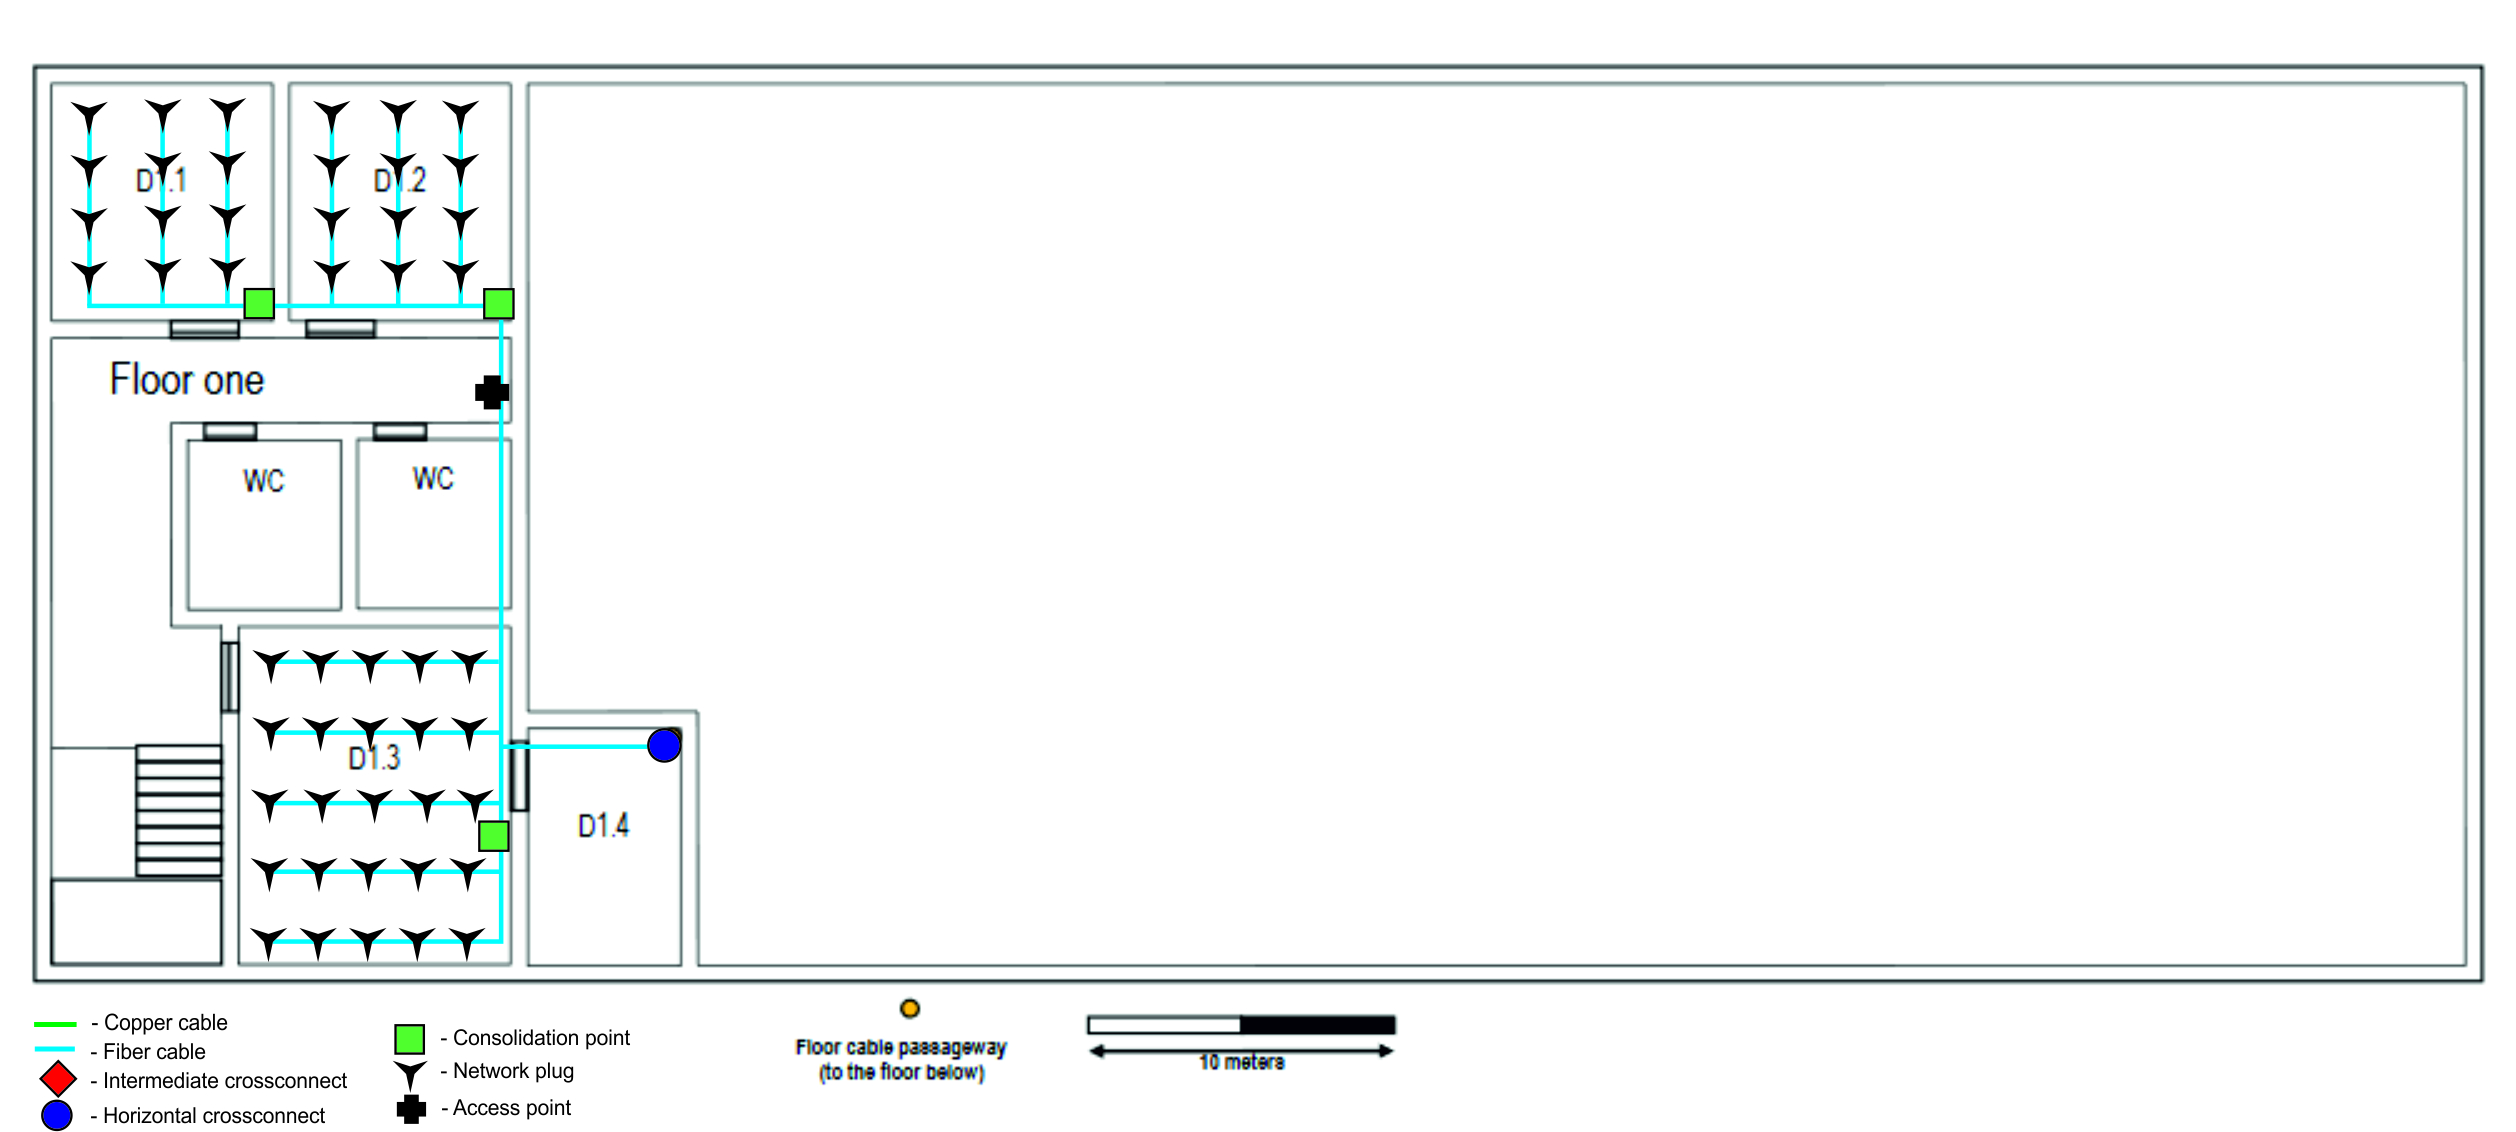 D1.1
D1.2
Floor one
WC
WC
D1.3
D1.4
- Copper cable
- Fiber cable
- Intermediate crossconnect
- Horizontal crossconnect
- Consolidation point
- Network plug
- Access point
Floor cable passageway
(to the floor below)
10 meters